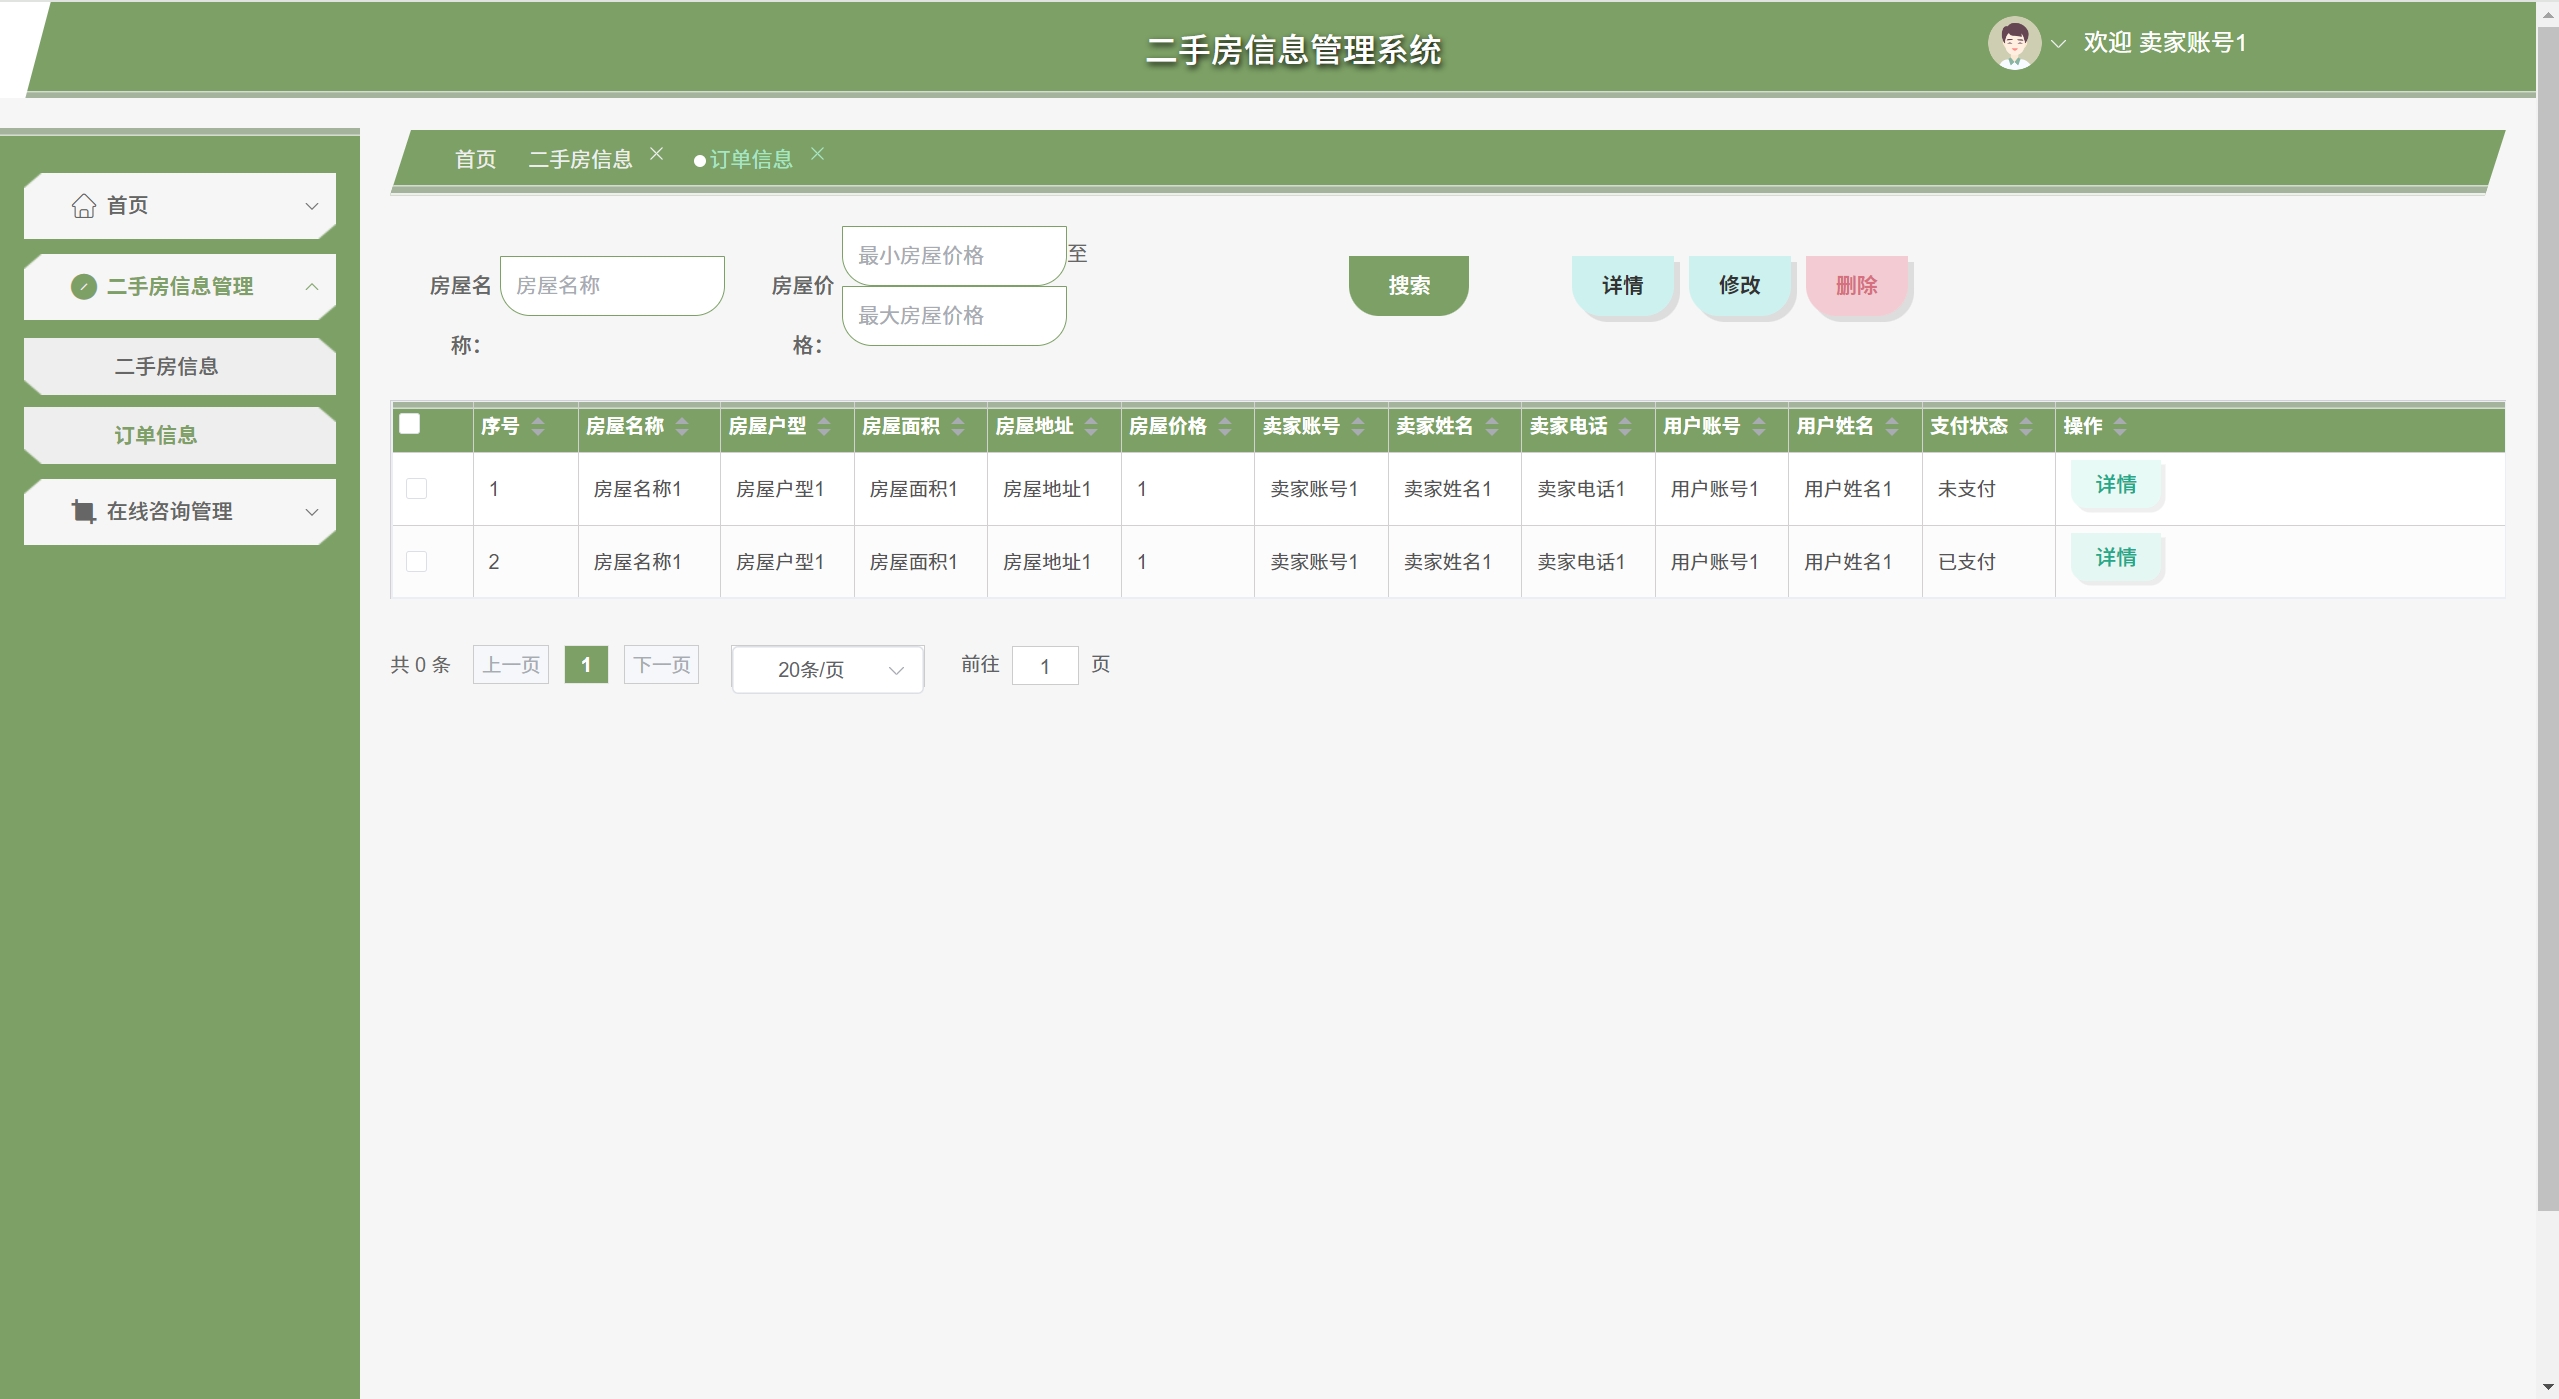 二手房信息管理系统
欢迎 卖家账号1
首页
二手房信息管理
二手房信息
订单信息
在线咨询管理
首页 二手房信息 订单信息
房屋名称： 房屋名称
房屋价格： 最小房屋价格 至 最大房屋价格
搜索 详情 修改 删除
序号 房屋名称 房屋户型 房屋面积 房屋地址 房屋价格 卖家账号 卖家姓名 卖家电话 用户账号 用户姓名 支付状态 操作
1 房屋名称1 房屋户型1 房屋面积1 房屋地址1 1 卖家账号1 卖家姓名1 卖家电话1 用户账号1 用户姓名1 未支付 详情
2 房屋名称1 房屋户型1 房屋面积1 房屋地址1 1 卖家账号1 卖家姓名1 卖家电话1 用户账号1 用户姓名1 已支付 详情
共 0 条 上一页 1 下一页 20条/页 前往 1 页